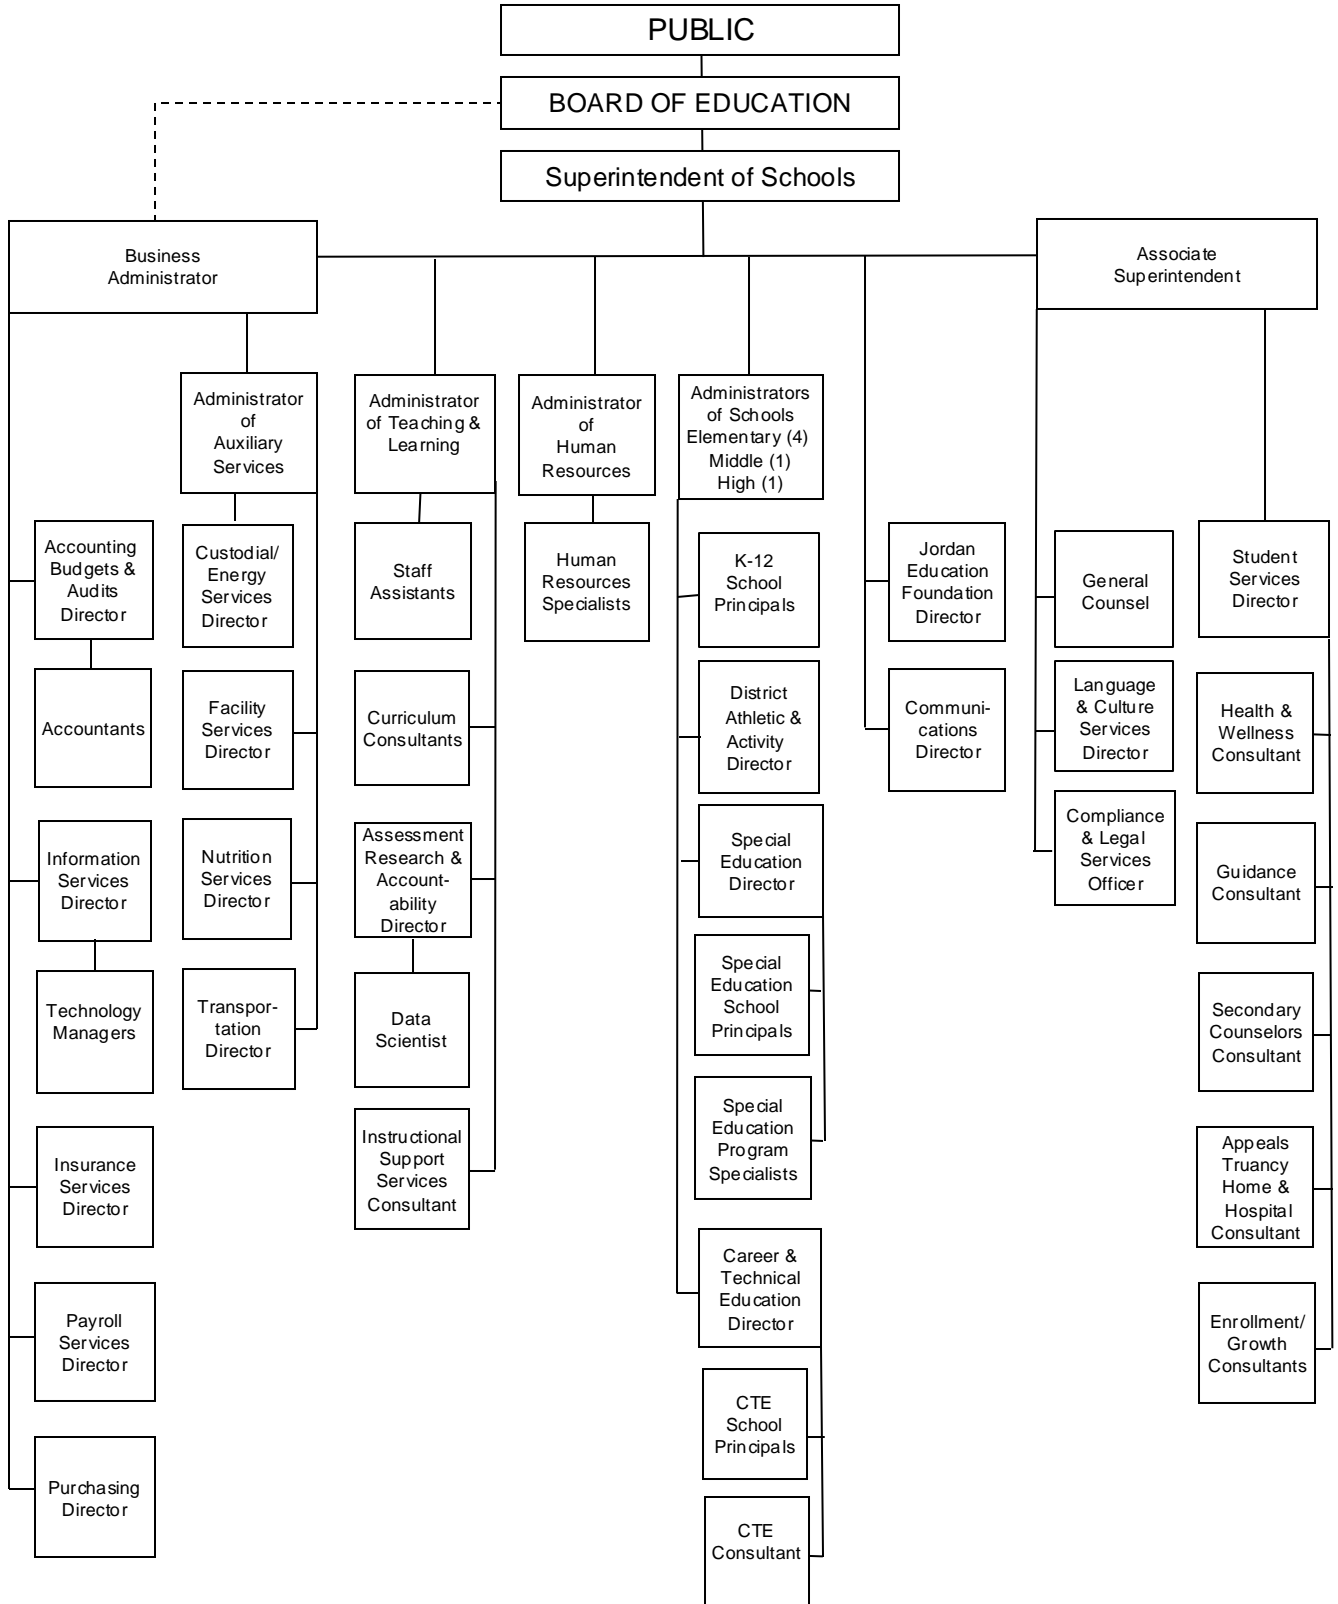 PUBLIC
BOARD OF EDUCATION
Superintendent of Schools
Business
Administrator
Associate
Superintendent
Administrator
of
Auxiliary
Services
Administrator
of Teaching &
Learning
Administrator
of
Human
Resources
Administrators
of Schools
Elementary (4)
Middle (1)
High (1)
Accounting
Budgets &
Audits
Director
Custodial/
Energy
Services
Director
Staff
Assistants
Human
Resources
Specialists
K-12
School
Principals
Jordan
Education
Foundation
Director
General
Counsel
Student
Services
Director
Accountants
Facility
Services
Director
Curriculum
Consultants
District
Athletic &
Activity
Director
Communi-
cations
Director
Language
& Culture
Services
Director
Health &
Wellness
Consultant
Information
Services
Director
Nutrition
Services
Director
Assessment
Research &
Account-
ability
Director
Special
Education
Director
Compliance
& Legal
Services
Officer
Guidance
Consultant
Technology
Managers
Transpor-
tation
Director
Data
Scientist
Special
Education
School
Principals
Secondary
Counselors
Consultant
Insurance
Services
Director
Instructional
Support
Services
Consultant
Special
Education
Program
Specialists
Appeals
Truancy
Home &
Hospital
Consultant
Payroll
Services
Director
Career &
Technical
Education
Director
Enrollment/
Growth
Consultants
Purchasing
Director
CTE
School
Principals
CTE
Consultant